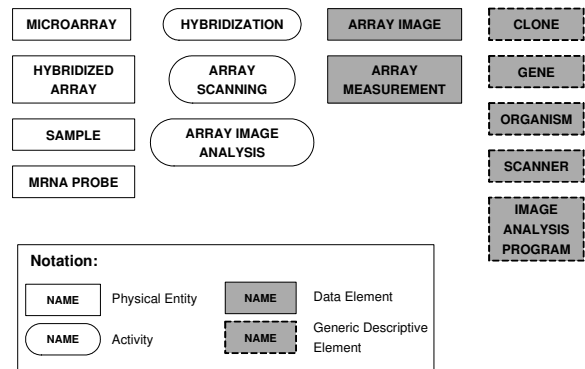 MICROARRAY
HYBRIDIZATION
ARRAY IMAGE
CLONE
HYBRIDIZED
ARRAY
ARRAY
SCANNING
ARRAY
MEASUREMENT
GENE
SAMPLE
ARRAY IMAGE
ANALYSIS
ORGANISM
MRNA PROBE
SCANNER
IMAGE
ANALYSIS
PROGRAM
Notation:
NAME
Physical Entity
NAME
Data Element
NAME
Activity
NAME
Generic Descriptive
Element